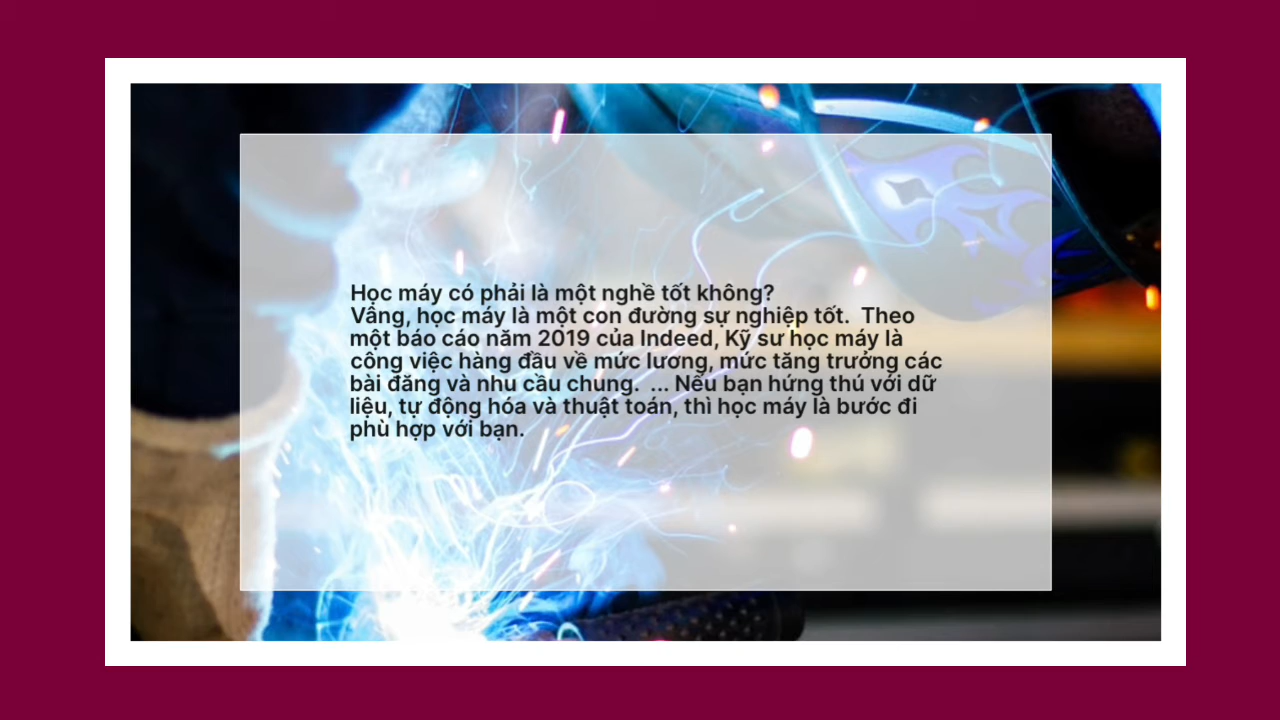 Học máy có phải là một nghề tốt không?
Vâng, học máy là một con đường sự nghiệp tốt.  Theo
một báo cáo năm 2019 của Indeed, Kỹ sư học máy là
công việc hàng đầu về mức lương, mức tăng trưởng các
bài đăng và nhu cầu chung.  ... Nếu bạn hứng thú với dữ
liệu, tự động hóa và thuật toán, thì học máy là bước đi
phù hợp với bạn.